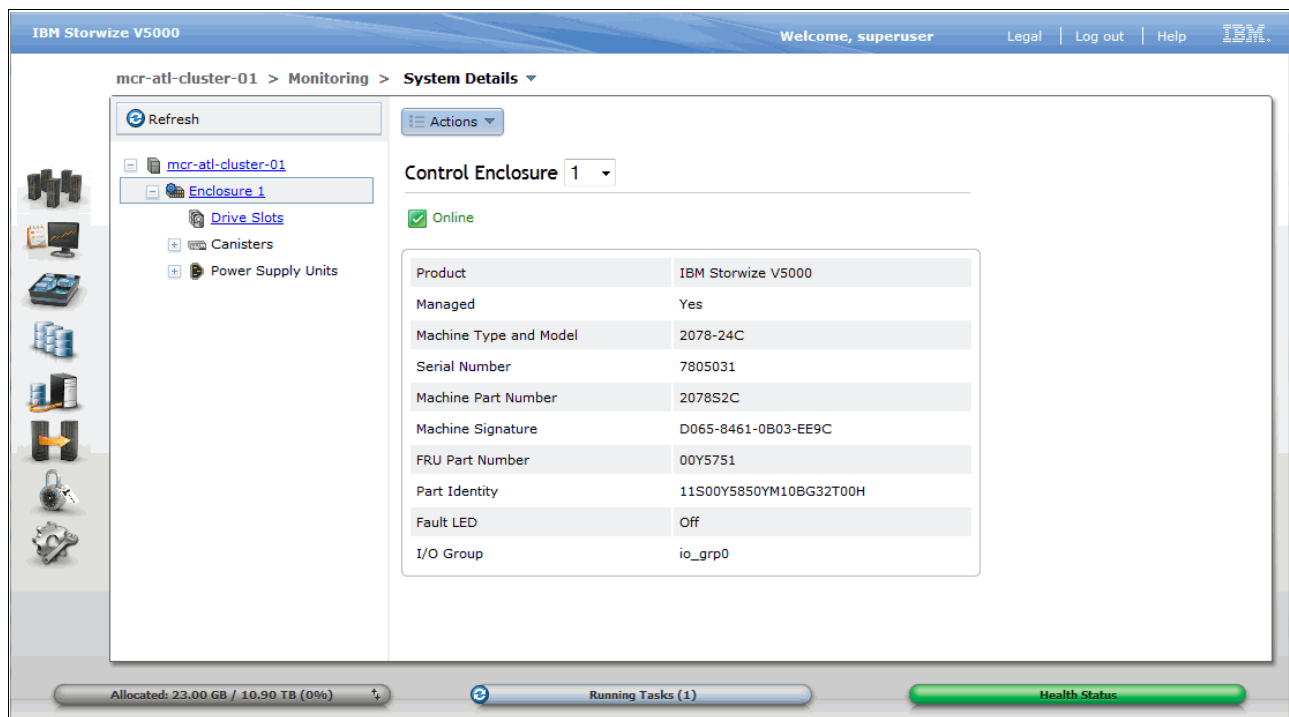 IBM Storwize V5000
Welcome, superuser
Legal | Log out | Help
IBM.
mcr-atl-cluster-01 > Monitoring > System Details
Refresh
Actions
mcr-atl-cluster-01
Enclosure 1
Drive Slots
Canisters
Power Supply Units
Control Enclosure 1
Online
Product IBM Storwize V5000
Managed Yes
Machine Type and Model 2078-24C
Serial Number 7805031
Machine Part Number 2078S2C
Machine Signature D065-8461-0B03-EE9C
FRU Part Number 00Y5751
Part Identity 11S00Y5850YM10BG32T00H
Fault LED Off
I/O Group io_grp0
Allocated: 23.00 GB / 10.90 TB (0%)
Running Tasks (1)
Health Status